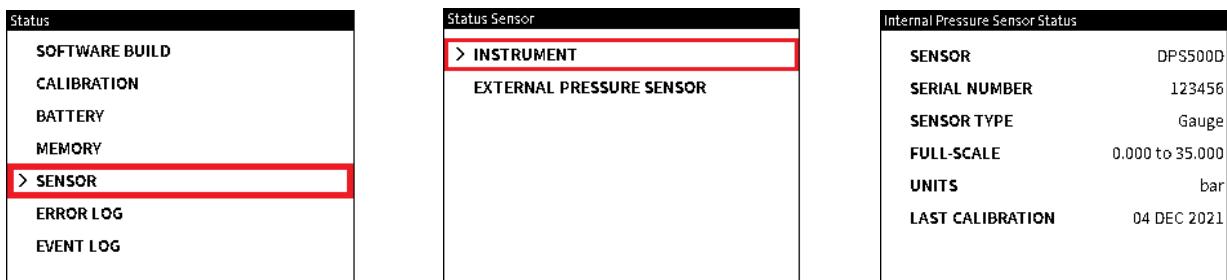 Status
SOFTWARE BUILD
CALIBRATION
BATTERY
MEMORY
> SENSOR
ERROR LOG
EVENT LOG
Status Sensor
> INSTRUMENT
EXTERNAL PRESSURE SENSOR
Internal Pressure Sensor Status
SENSOR DPS500D
SERIAL NUMBER 123456
SENSOR TYPE Gauge
FULL-SCALE 0.000 to 35.000
UNITS bar
LAST CALIBRATION 04 DEC 2021